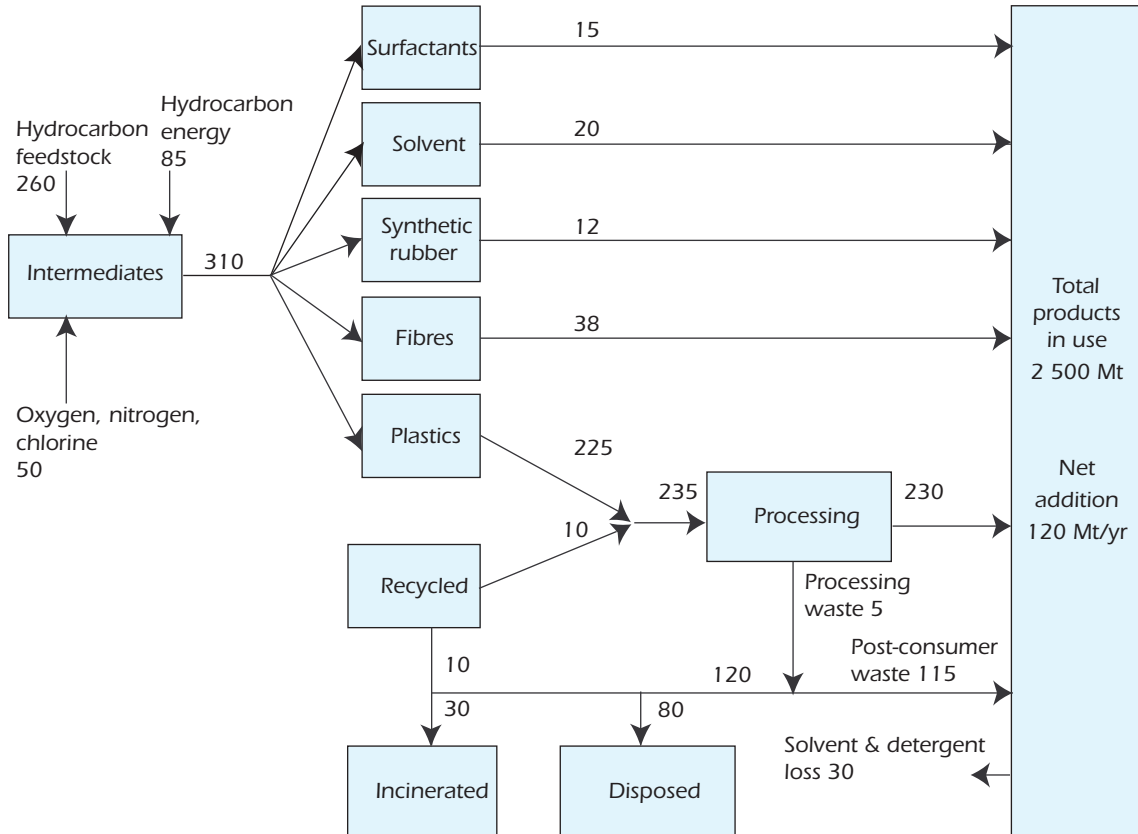 Surfactants
15
Hydrocarbon
energy
85
Hydrocarbon
feedstock
260
Solvent
20
Synthetic
rubber
12
Intermediates
310
Fibres
38
Total
products
in use
2 500 Mt
Oxygen, nitrogen,
chlorine
50
Plastics
225
Net
addition
120 Mt/yr
235
Processing
230
10
Recycled
Processing
waste 5
10
120
Post-consumer
waste 115
30
80
Solvent & detergent
loss 30
Incinerated
Disposed